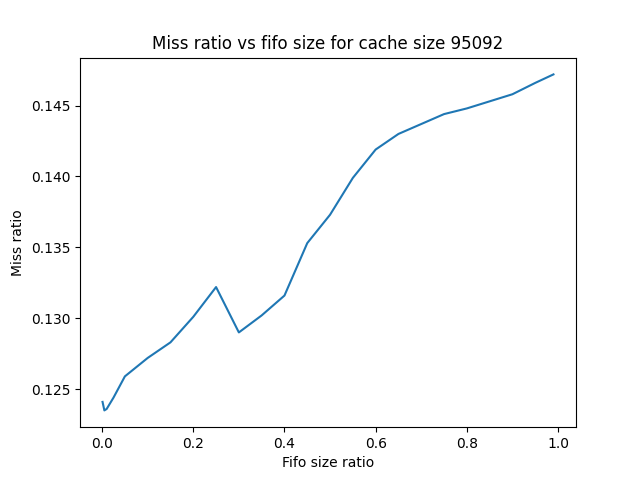 Miss ratio vs fifo size for cache size 95092
0.145
0.140
0.135
0.130
0.125
Miss ratio
0.0 0.2 0.4 0.6 0.8 1.0
Fifo size ratio